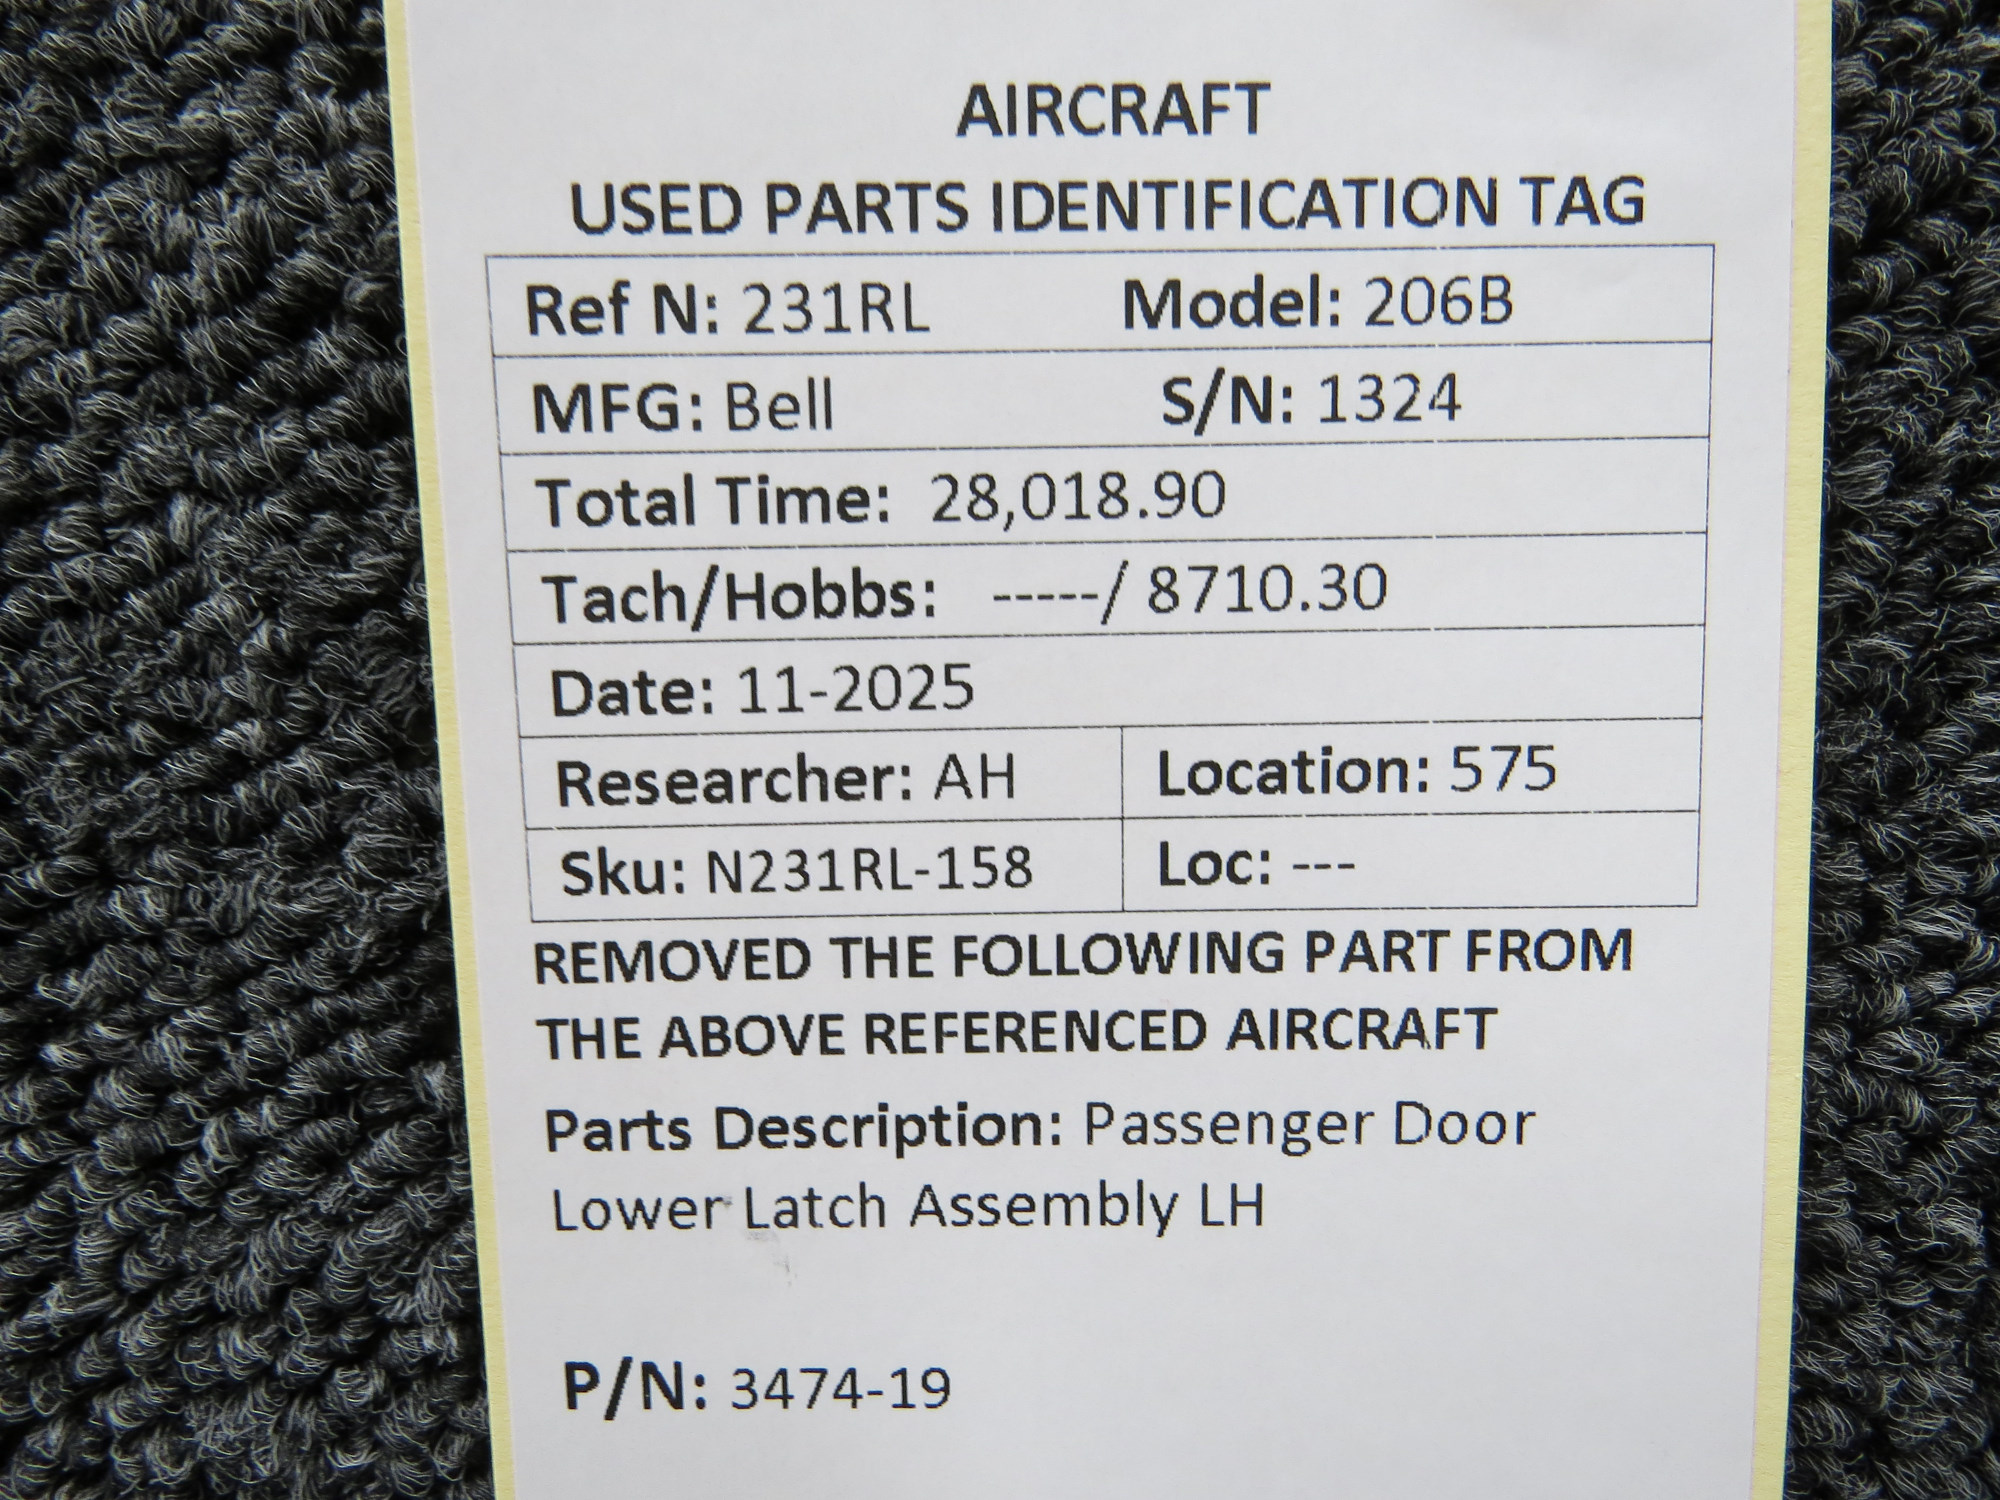 AIRCRAFT
USED PARTS IDENTIFICATION TAG
Ref N: 231RL Model: 206B
MFG: Bell S/N: 1324
Total Time: 28,018.90
Tach/Hobbs: -----/ 8710.30
Date: 11-2025
Researcher: AH Location: 575
Sku: N231RL-158 Loc: ---
REMOVED THE FOLLOWING PART FROM
THE ABOVE REFERENCED AIRCRAFT
Parts Description: Passenger Door
Lower Latch Assembly LH
P/N: 3474-19